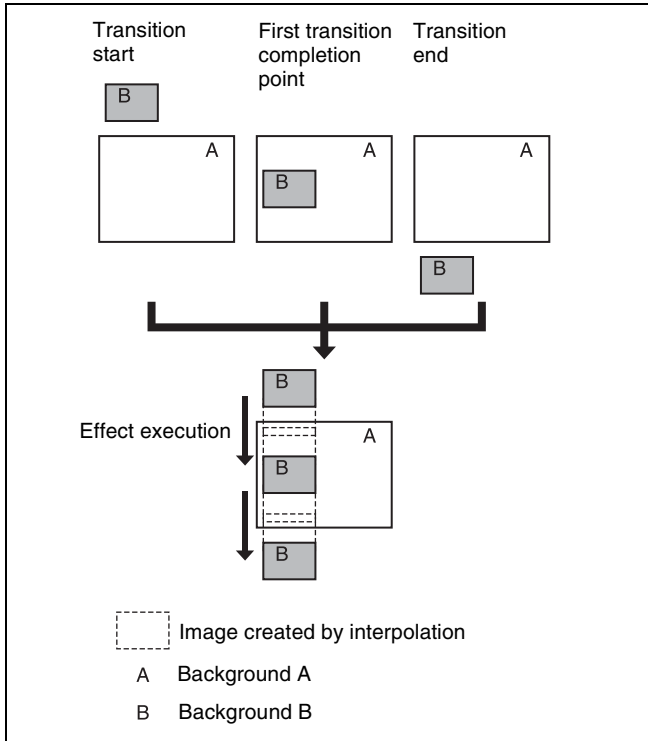 Transition
start
First transition
completion
point
Transition
end
B
A
A
B
A
B
B
Effect execution
A
B
B
Image created by interpolation
A Background A
B Background B